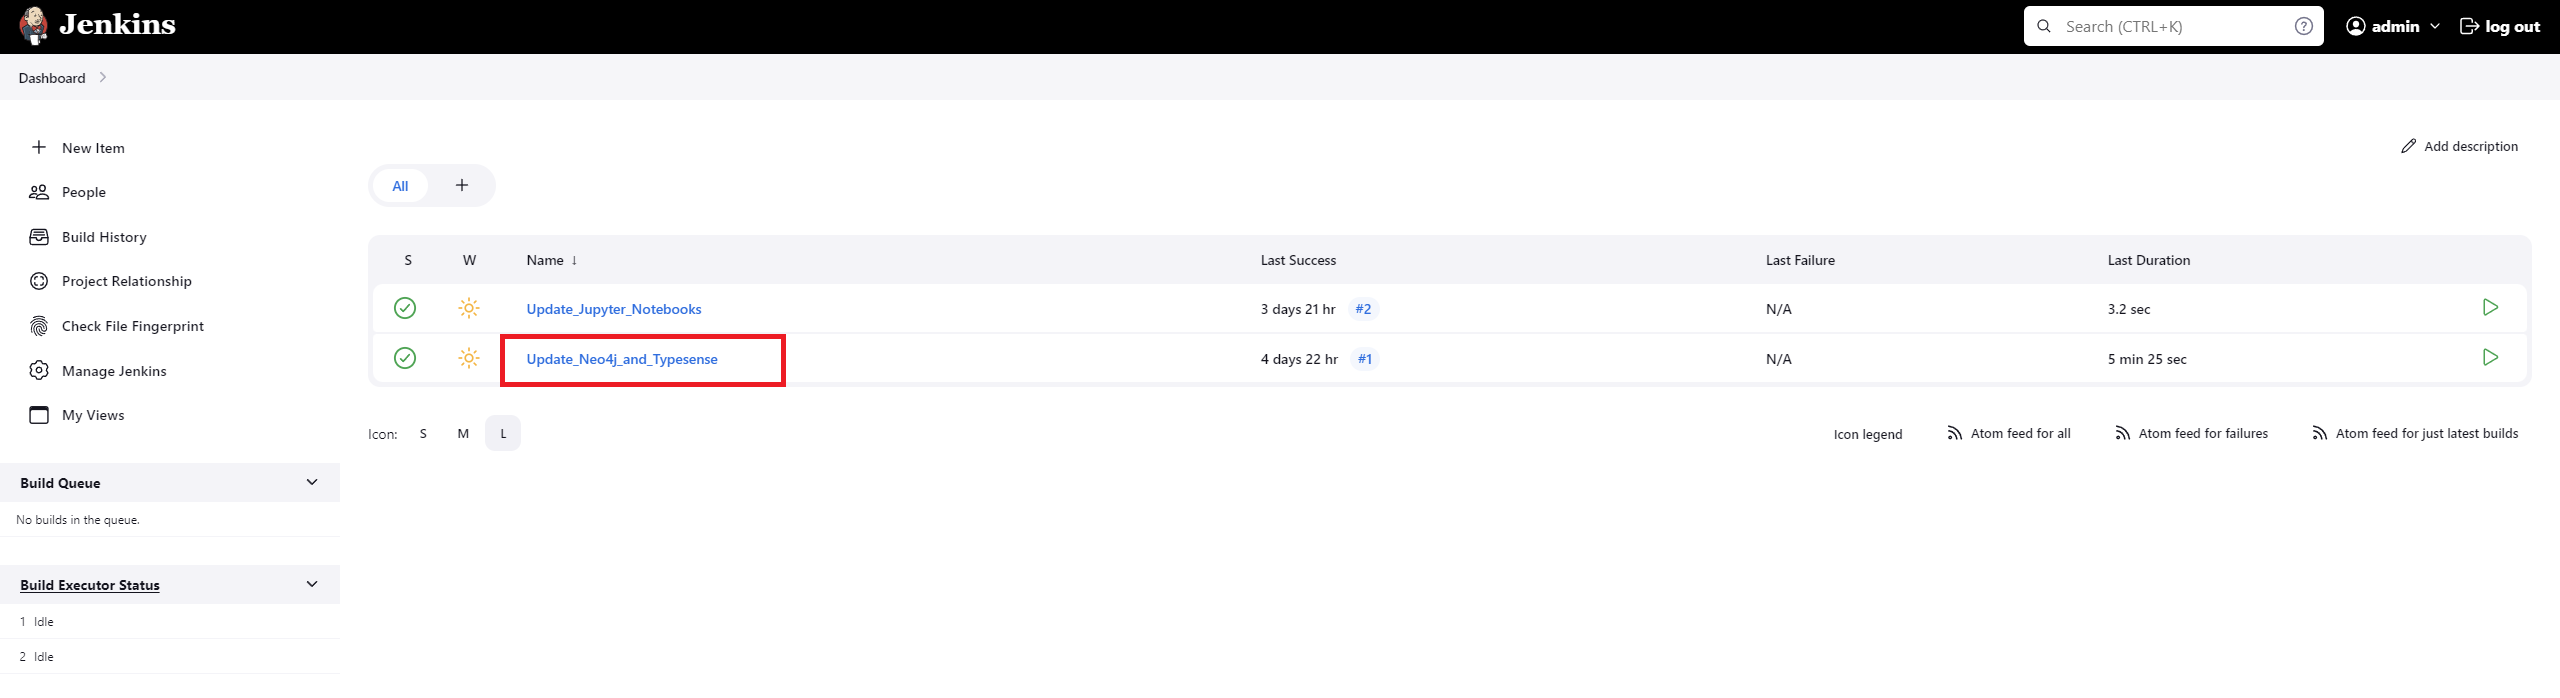 Jenkins
Search (CTRL+K)
admin
log out
Dashboard
New Item
People
Build History
Project Relationship
Check File Fingerprint
Manage Jenkins
My Views
Build Queue
No builds in the queue.
Build Executor Status
1 Idle
2 Idle
Add description
All +
S W Name ↓ Last Success Last Failure Last Duration
Update_Jupyter_Notebooks 3 days 21 hr #2 N/A 3.2 sec
Update_Neo4j_and_Typesense 4 days 22 hr #1 N/A 5 min 25 sec
Icon: S M L
Icon legend Atom feed for all Atom feed for failures Atom feed for just latest builds